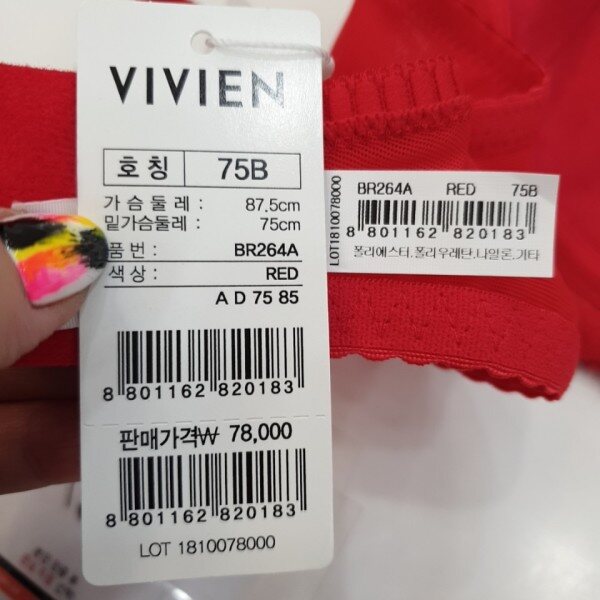 VIVIEN
호칭 75B
가슴둘레: 87.5cm
밑가슴둘레: 75cm
품번: BR264A
색상: RED
A D 75 85
8 801162 820183
판매가격₩ 78,000
8 801162 820183
LOT 1810078000
BR264A RED 75B
8 801162 820183
폴리에스터.폴리우레탄.나일론.기타
LOT1810078000